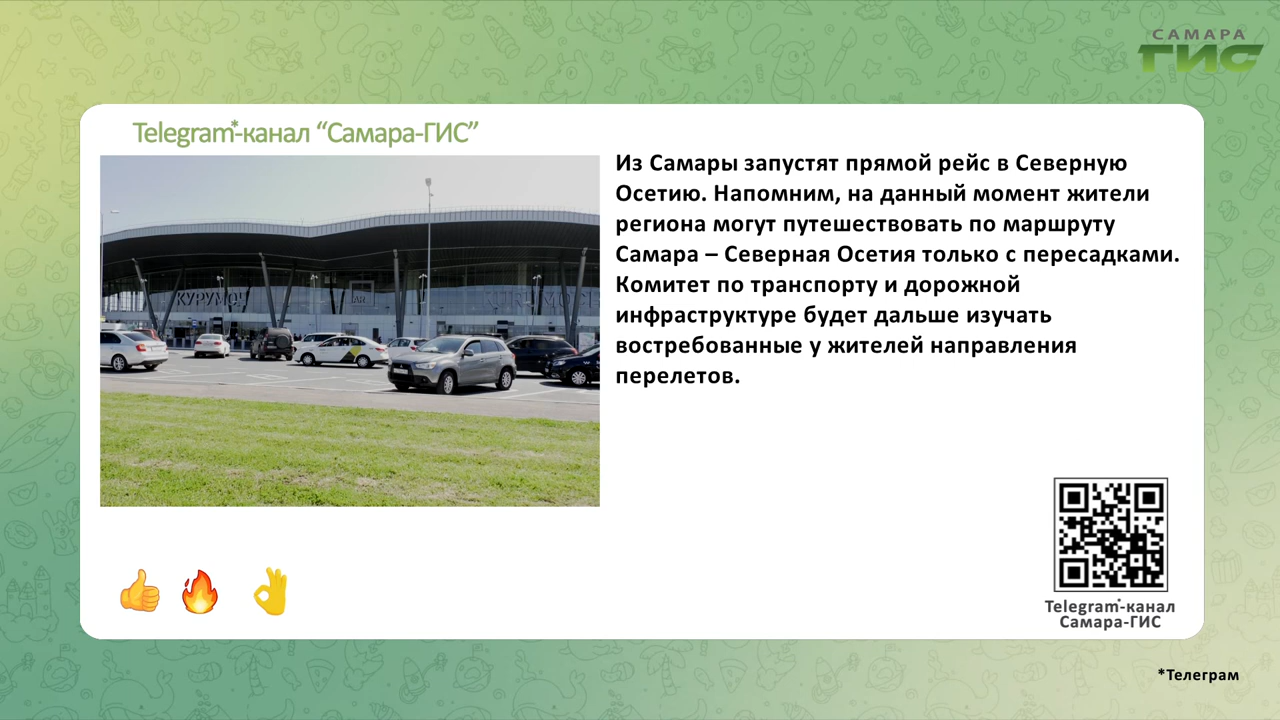 САМАРА
ГИС
Telegram*-канал “Самара-ГИС”
Из Самары запустят прямой рейс в Северную
Осетию. Напомним, на данный момент жители
региона могут путешествовать по маршруту
Самара – Северная Осетия только с пересадками.
Комитет по транспорту и дорожной
инфраструктуре будет дальше изучать
востребованные у жителей направления
перелетов.
КУРУМОЧ
Telegram*-канал
Самара-ГИС
*Телеграм